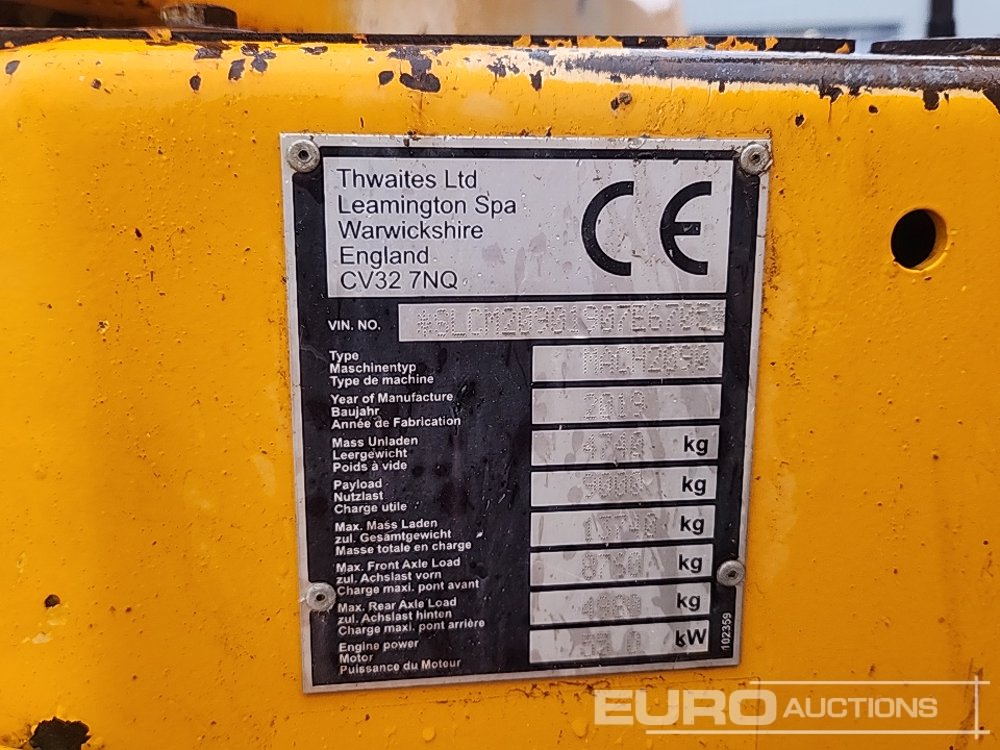 Thwaites Ltd
Leamington Spa
Warwickshire
England
CV32 7NQ
CE
VIN. NO.
Type
Maschinentyp
Type de machine
MACH2090
Year of Manufacture
Baujahr
Année de Fabrication
2019
Mass Unladen
Leergewicht
Poids à vide
4740 kg
Payload
Nutzlast
Charge utile
9000 kg
Max. Mass Laden
zul. Gesamtgewicht
Masse totale en charge
13740 kg
Max. Front Axle Load
zul. Achslast vorn
Charge maxi. pont avant
kg
Max. Rear Axle Load
zul. Achslast hinten
Charge maxi. pont arrière
kg
Engine power
Motor
Puissance du Moteur
kW
102359
EURO AUCTIONS